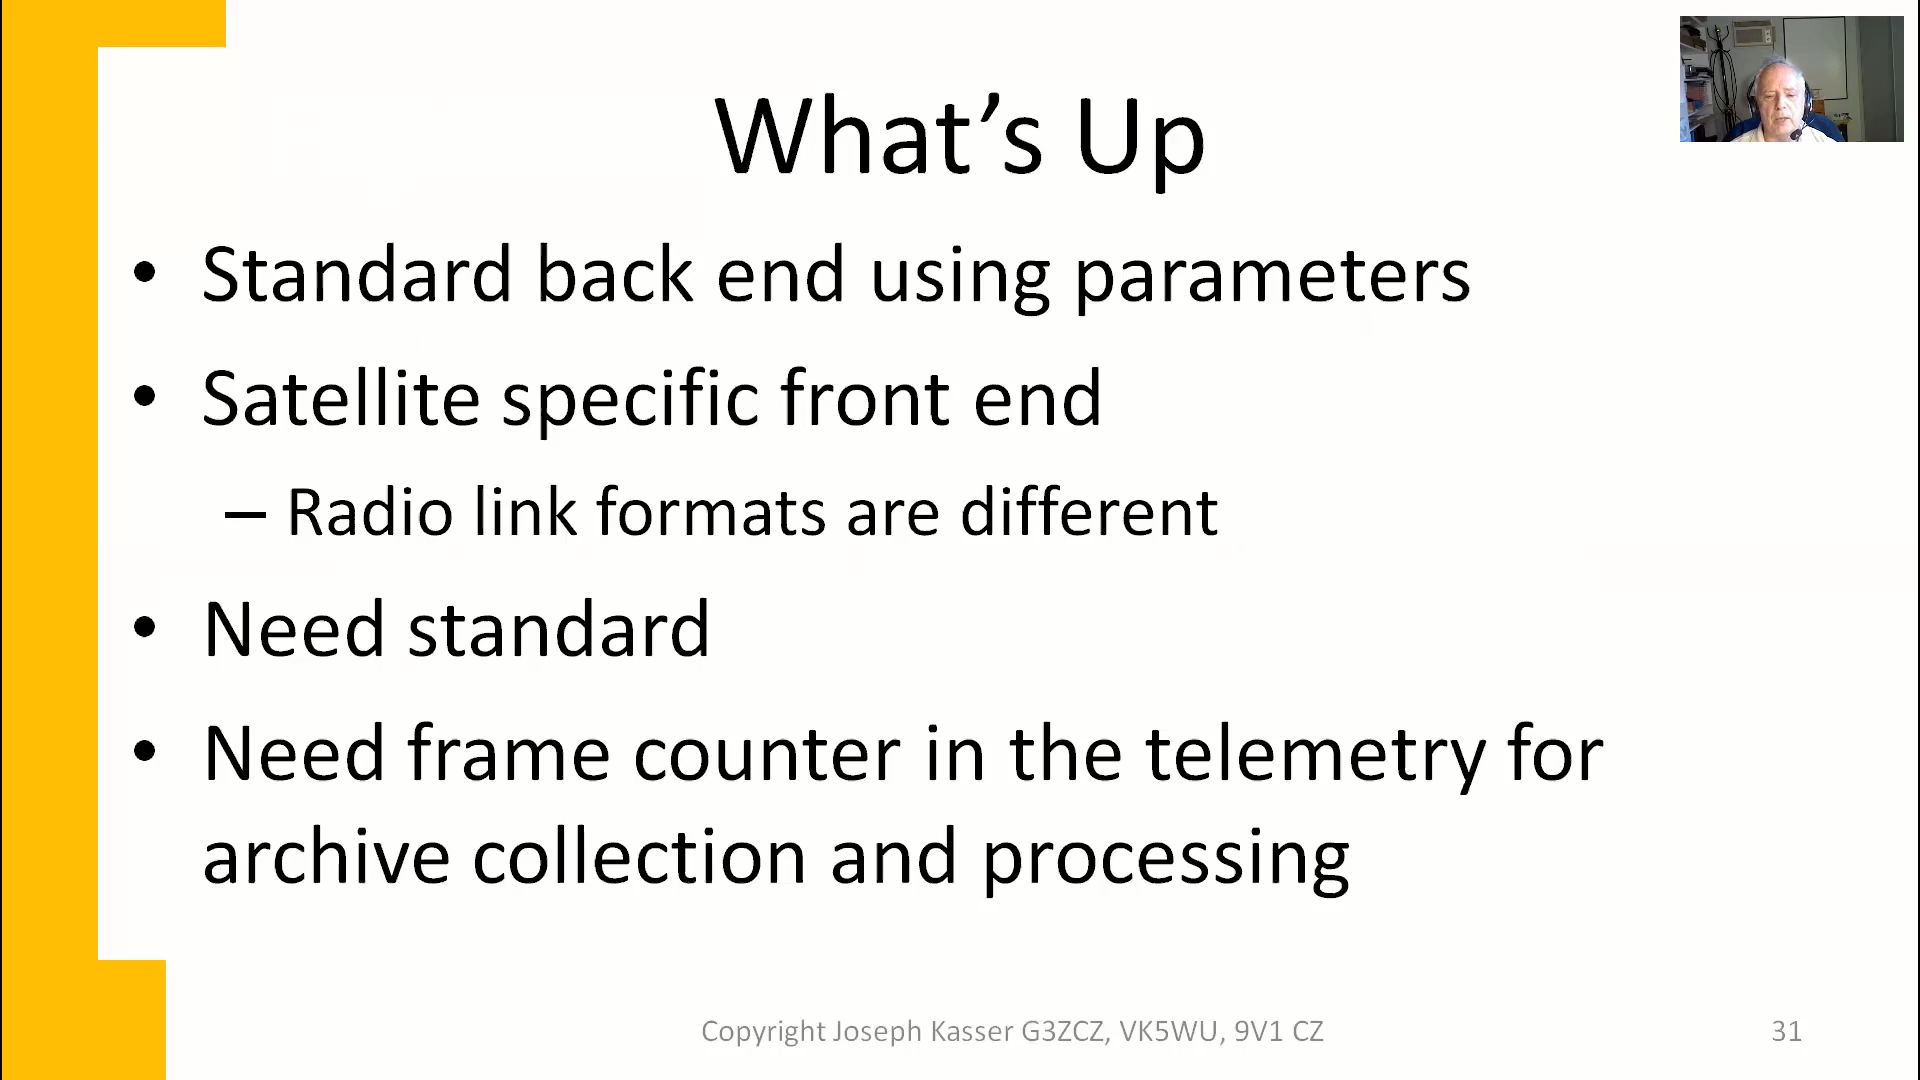 What’s Up
• Standard back end using parameters
• Satellite specific front end
– Radio link formats are different
• Need standard
• Need frame counter in the telemetry for
archive collection and processing
Copyright Joseph Kasser G3ZCZ, VK5WU, 9V1 CZ
31